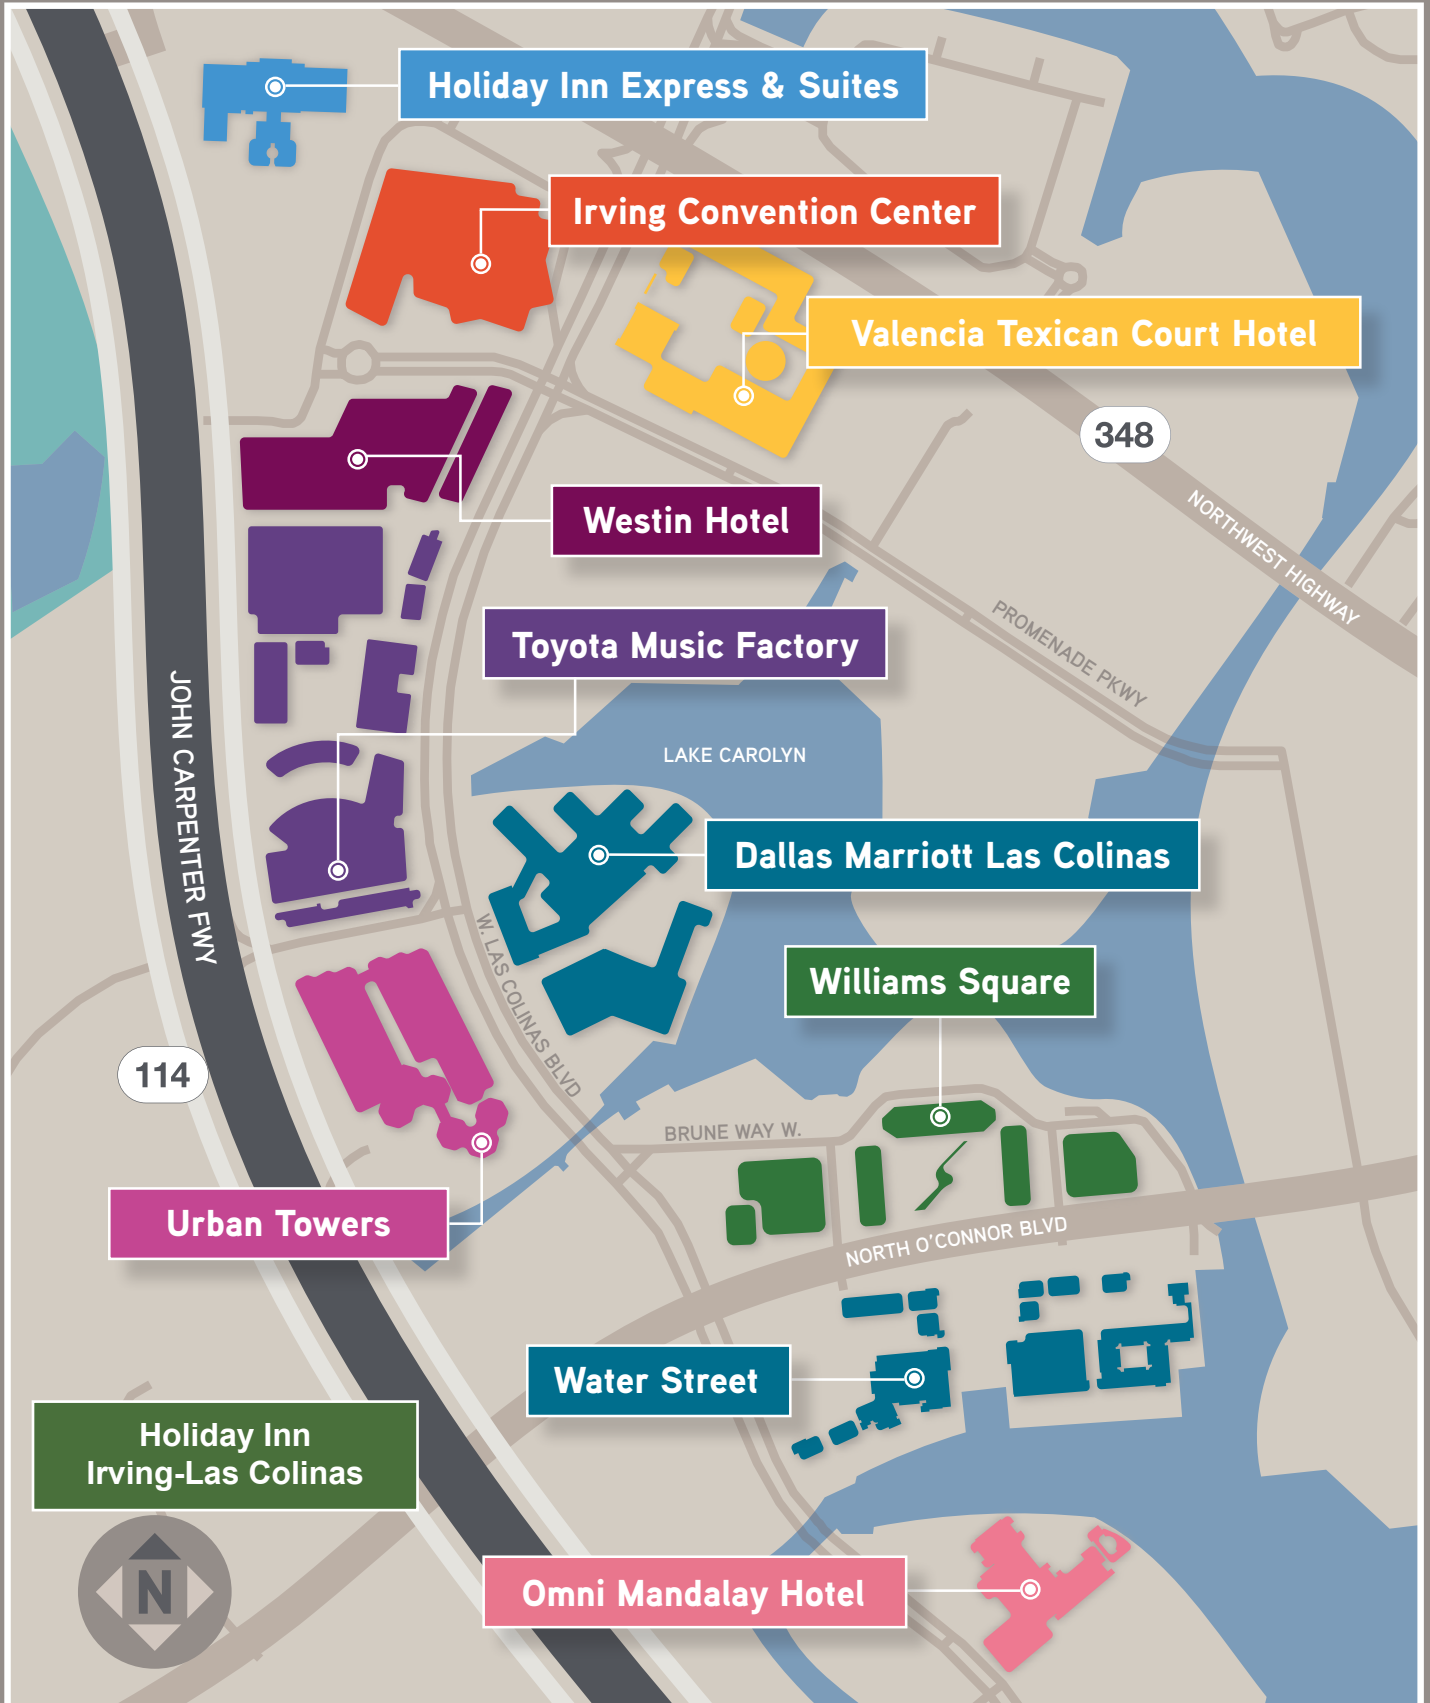 Holiday Inn Express & Suites
Irving Convention Center
Valencia Texican Court Hotel
348
NORTHWEST HIGHWAY
Westin Hotel
PROMENADE PKWY
Toyota Music Factory
JOHN CARPENTER FWY
LAKE CAROLYN
Dallas Marriott Las Colinas
W. LAS COLINAS BLVD
Williams Square
114
BRUNE WAY W.
Urban Towers
NORTH O'CONNOR BLVD
Water Street
Holiday Inn
Irving-Las Colinas
N
Omni Mandalay Hotel